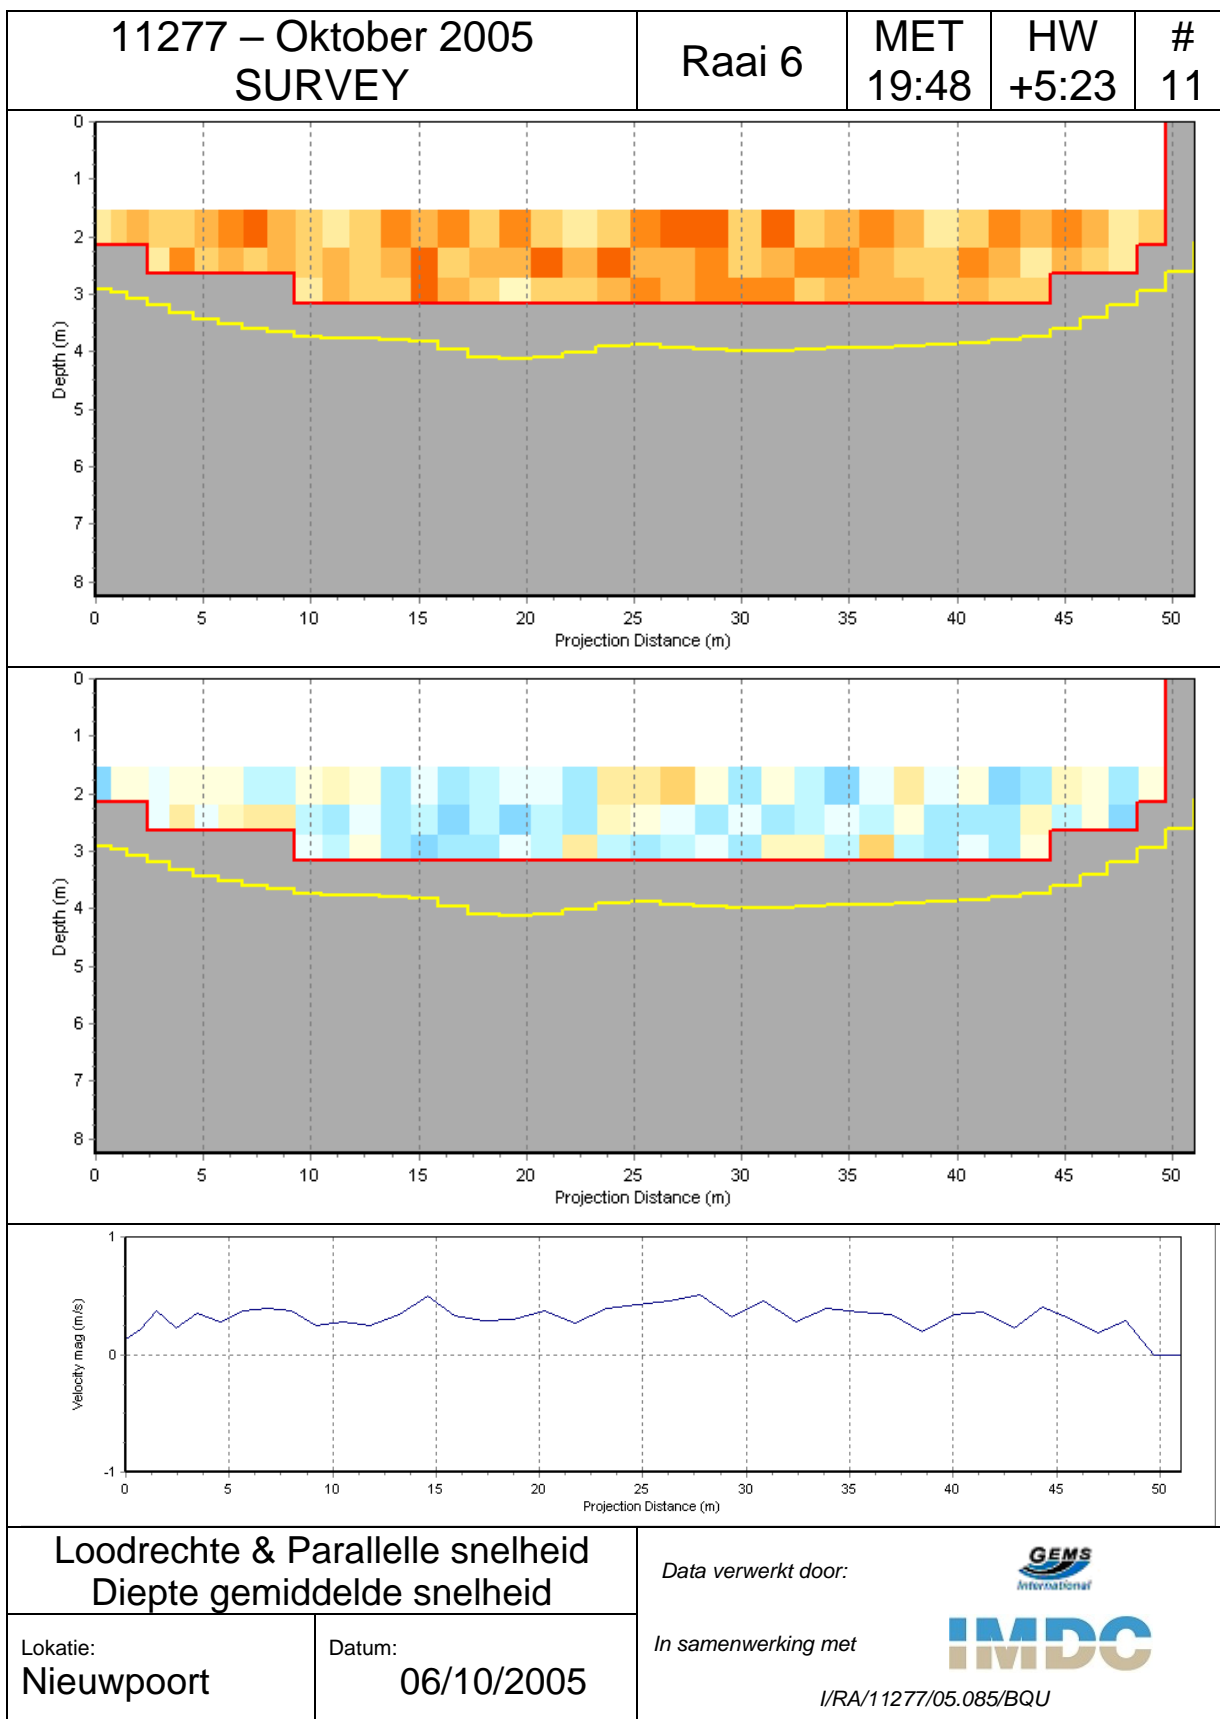 11277 – Oktober 2005
SURVEY
Raai 6
MET
19:48
HW
+5:23
#
11
0
1
2
3
4
5
6
7
8
Depth (m)
0 5 10 15 20 25 30 35 40 45 50
Projection Distance (m)
0
1
2
3
4
5
6
7
8
Depth (m)
0 5 10 15 20 25 30 35 40 45 50
Projection Distance (m)
1
0
-1
Velocity mag (m/s)
0 5 10 15 20 25 30 35 40 45 50
Projection Distance (m)
Loodrechte & Parallelle snelheid
Diepte gemiddelde snelheid
Lokatie:
Nieuwpoort
Datum:
06/10/2005
Data verwerkt door:
GEMS
International
In samenwerking met
IMDC
I/RA/11277/05.085/BQU